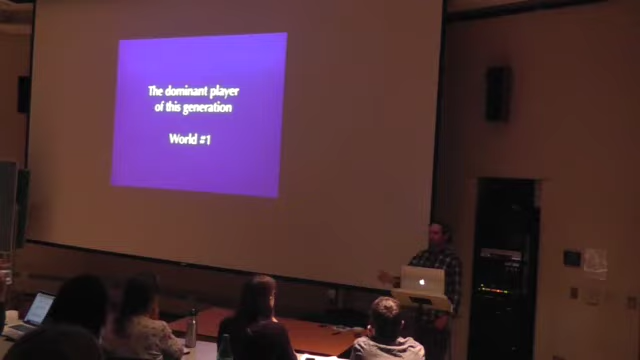 The dominant player
of this generation
World #1